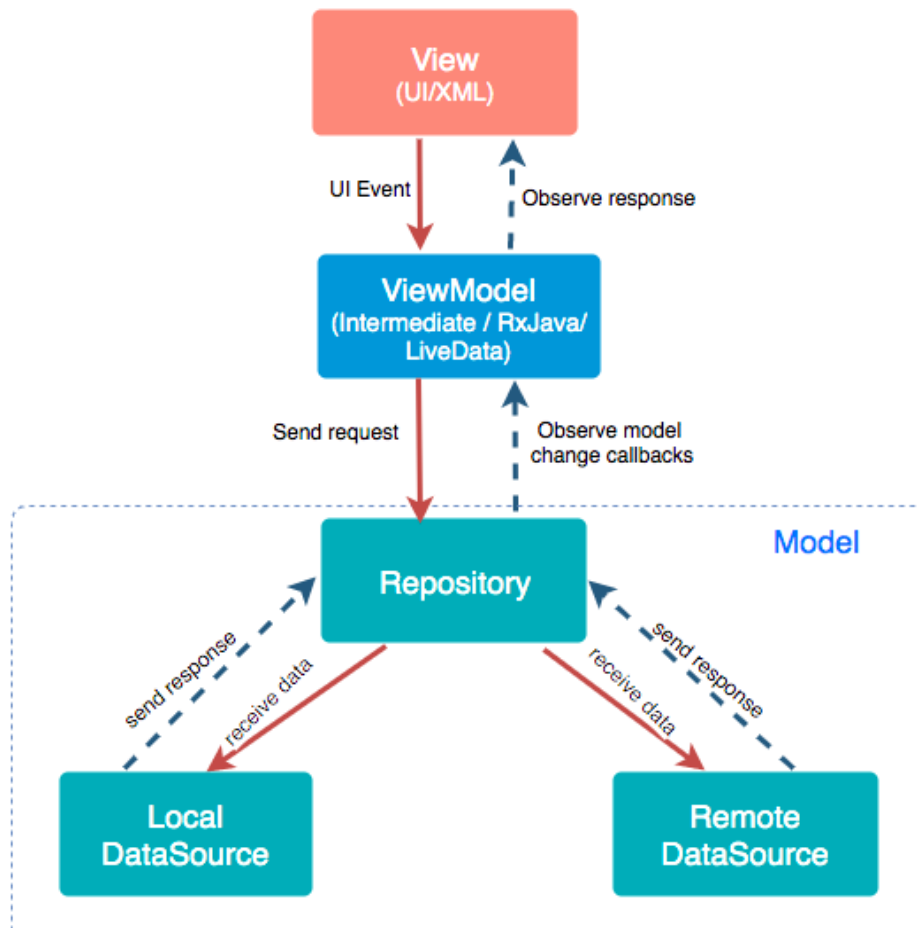 View
(UI/XML)
UI Event
Observe response
ViewModel
(Intermediate / RxJava/
LiveData)
Send request
Observe model
change callbacks
Model
Repository
send response
receive data
receive data
send response
Local
DataSource
Remote
DataSource